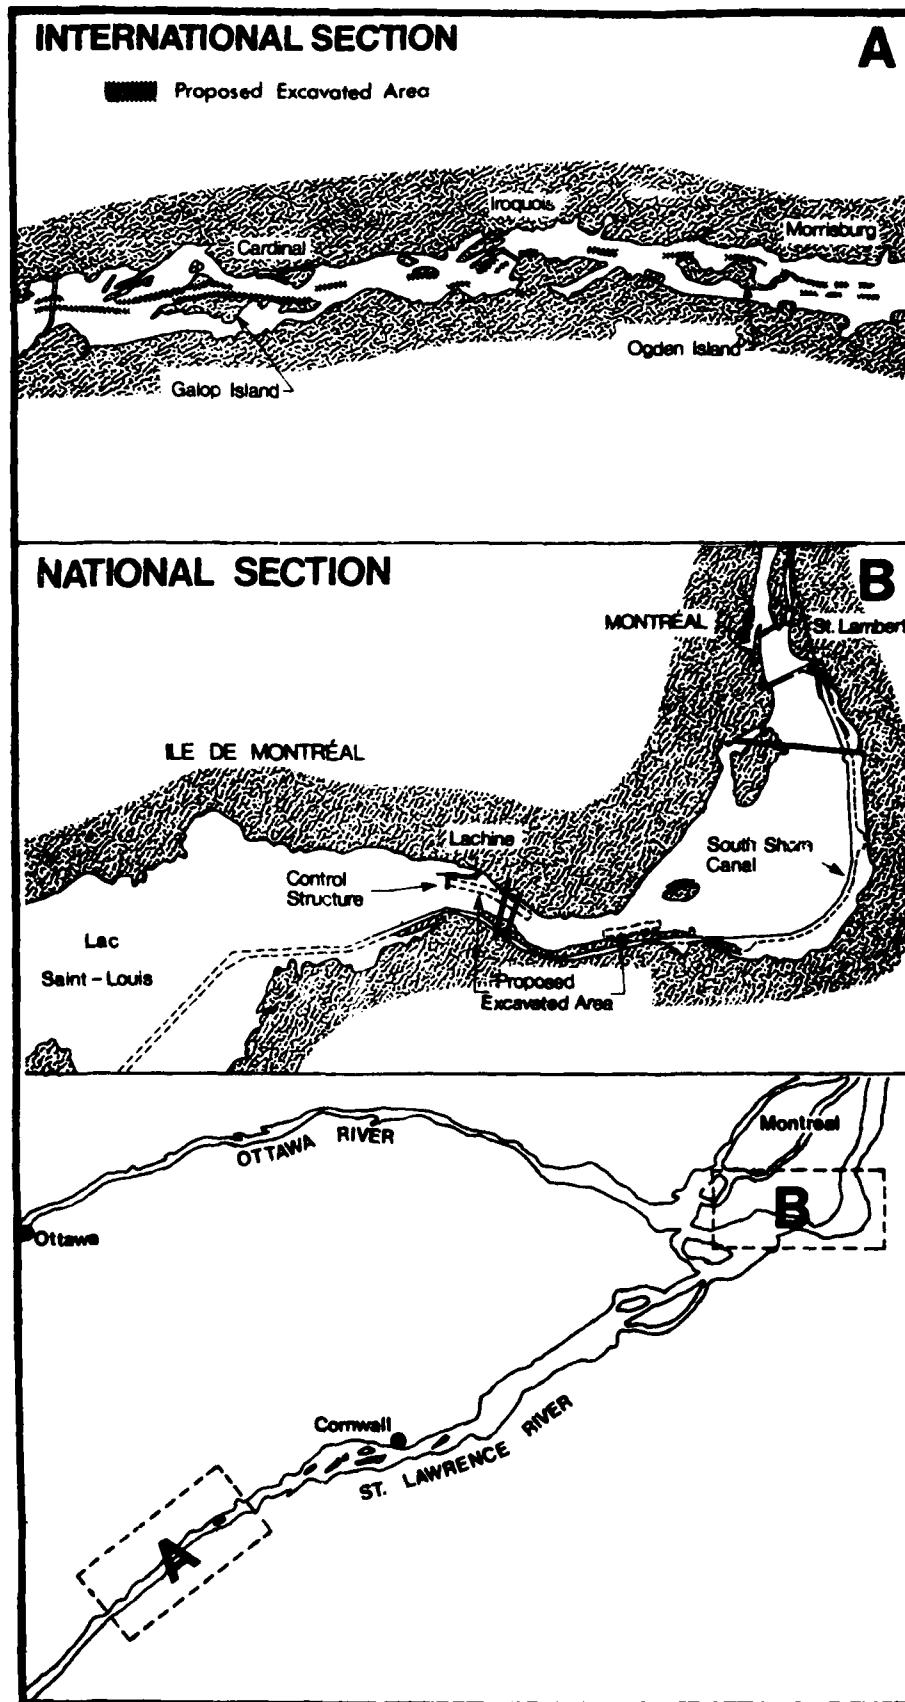 INTERNATIONAL SECTION
A
Proposed Excavated Area
Iroquois
Cardinal
Morrisburg
Ogden Island
Galop Island
NATIONAL SECTION
B
MONTRÉAL
St. Lambert
ILE DE MONTRÉAL
Lachine
South Shore
Canal
Control
Structure
Lac
Saint-Louis
Proposed
Excavated Area
Montreal
OTTAWA RIVER
B
Ottawa
Cornwall
ST. LAWRENCE RIVER
A